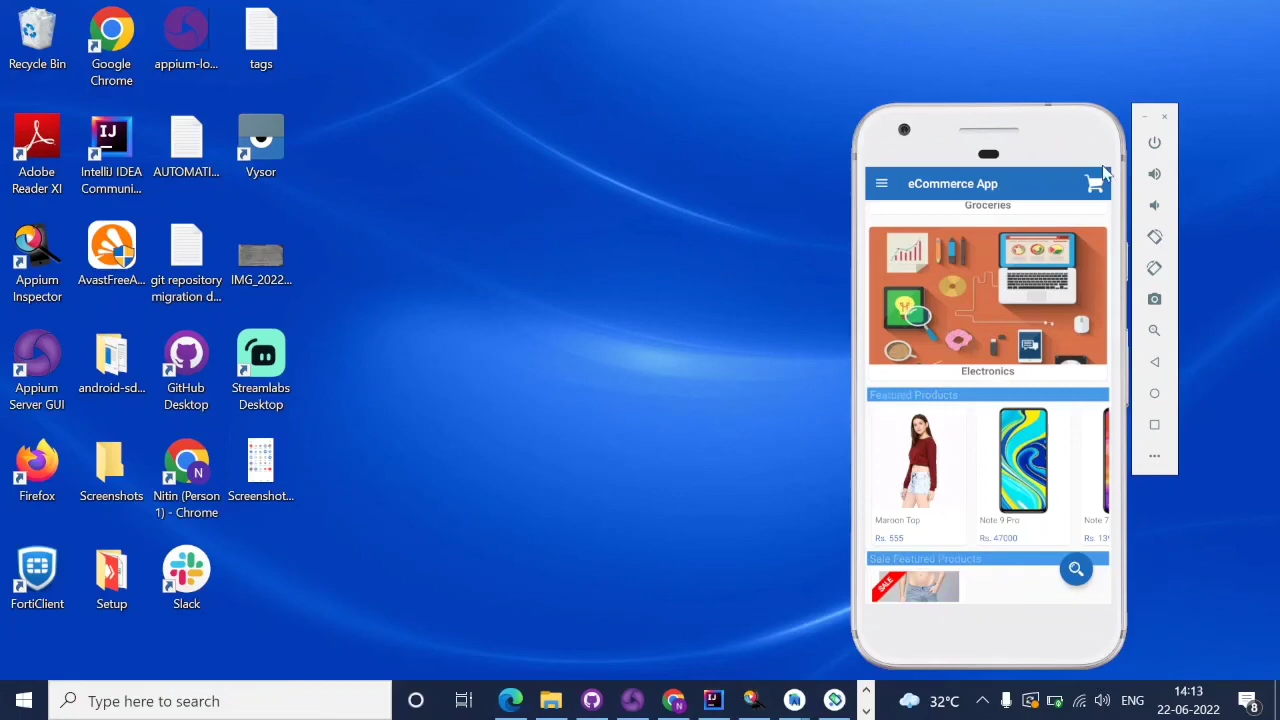 Recycle Bin
Google
Chrome
appium-lo...
tags
Adobe
Reader XI
IntelliJ IDEA
Communi...
AUTOMATI...
Vysor
Appium
Inspector
AvastFreeA...
git repository
migration d...
IMG_2022...
Appium
Server GUI
android-sd...
GitHub
Desktop
Streamlabs
Desktop
Firefox
Screenshots
Nitin (Person
1) - Chrome
Screenshot...
FortiClient
Setup
Slack
eCommerce App
Groceries
Electronics
Featured Products
Maroon Top
Note 9 Pro
Note 7
Rs. 555
Rs. 47000
Rs. 139
Sale Featured Products
SALE
Type here to search
32°C
ENG
14:13
22-06-2022
8